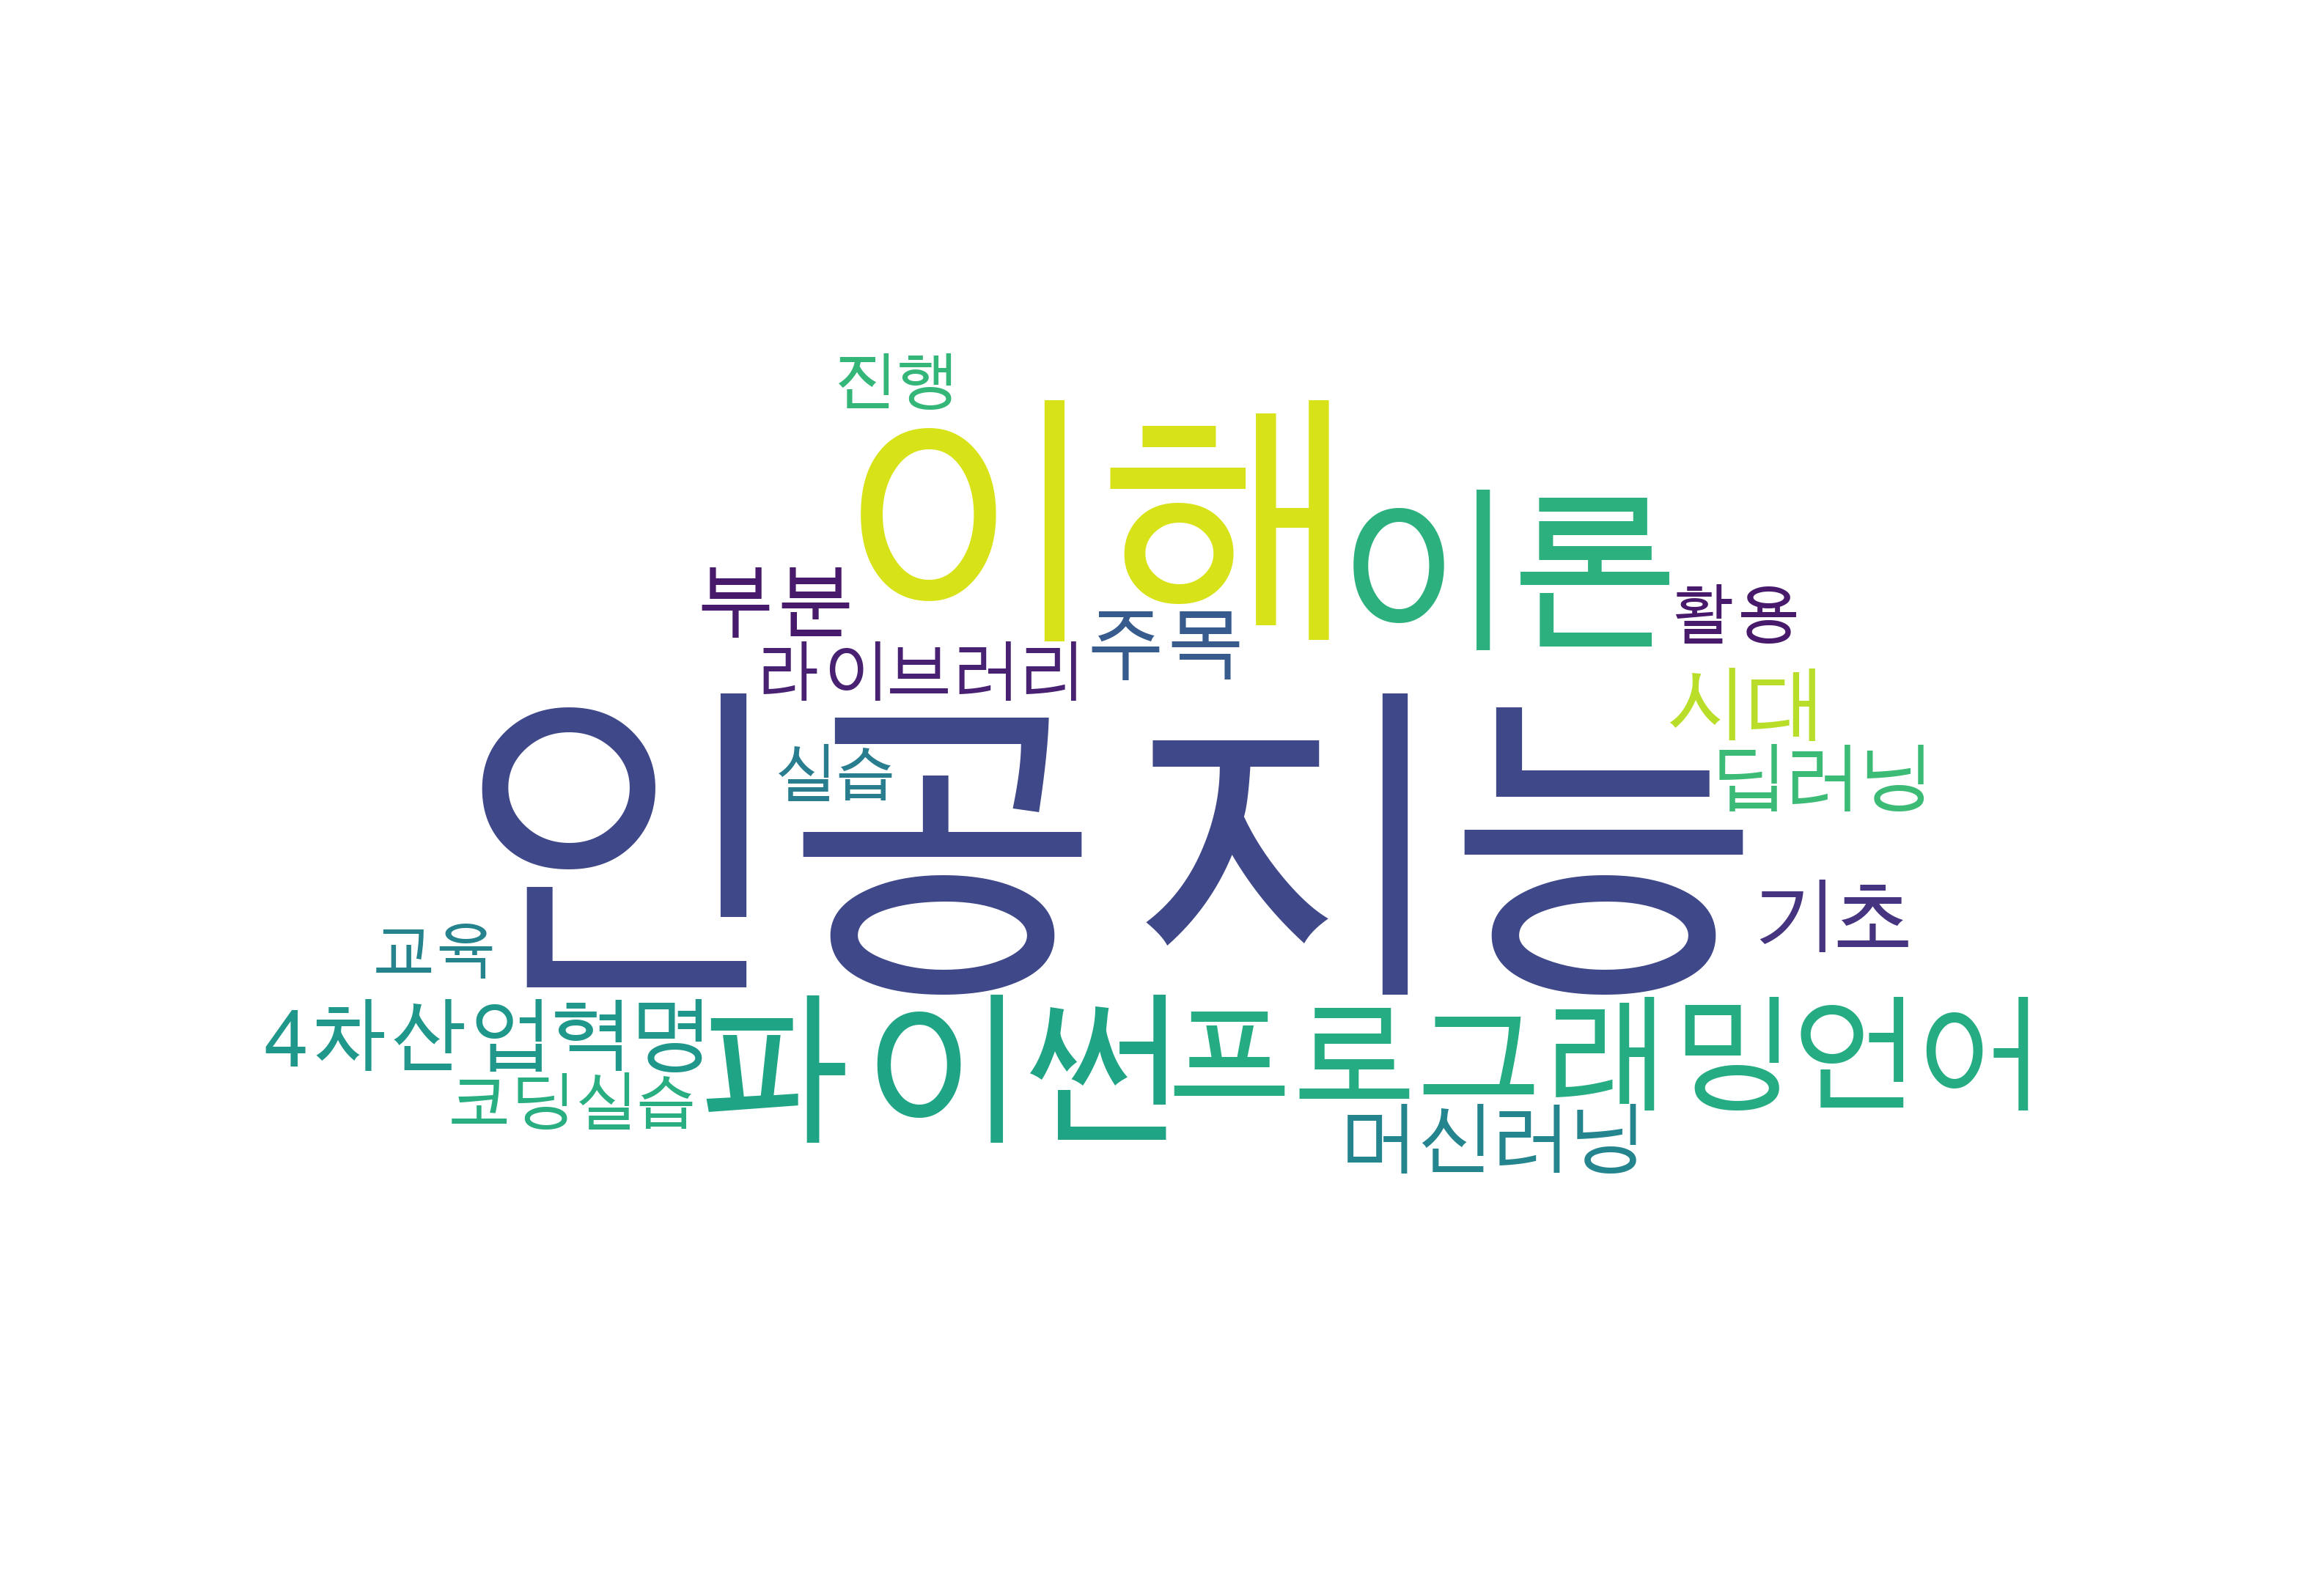 진행
이해
이론
부분
활용
주목
라이브러리
시대
실습
딥러닝
인공지능
기초
교육
4차산업혁명
파이썬
프로그래밍언어
코딩실습
머신러닝